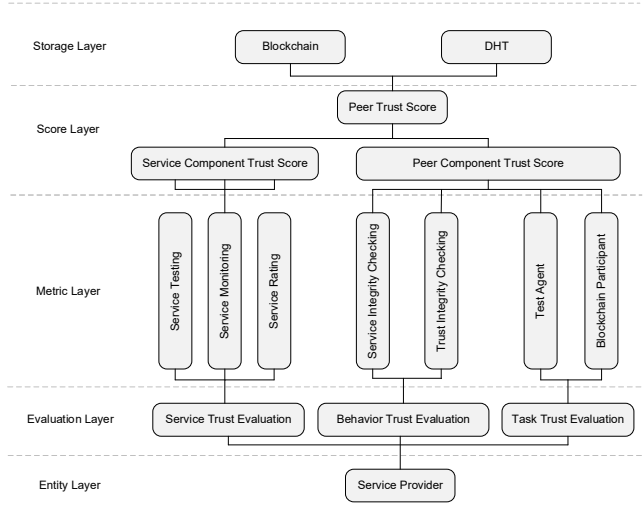 Storage Layer
Blockchain
DHT
Peer Trust Score
Score Layer
Service Component Trust Score
Peer Component Trust Score
Metric Layer
Service Testing
Service Monitoring
Service Rating
Service Integrity Checking
Trust Integrity Checking
Test Agent
Blockchain Participant
Evaluation Layer
Service Trust Evaluation
Behavior Trust Evaluation
Task Trust Evaluation
Entity Layer
Service Provider